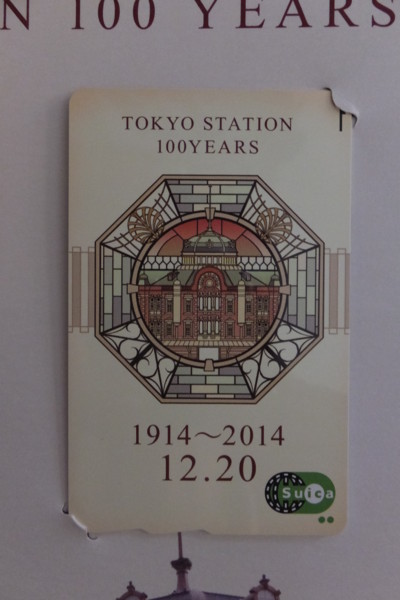 N 100 YEARS
TOKYO STATION
100YEARS
1914～2014
12.20
Suica